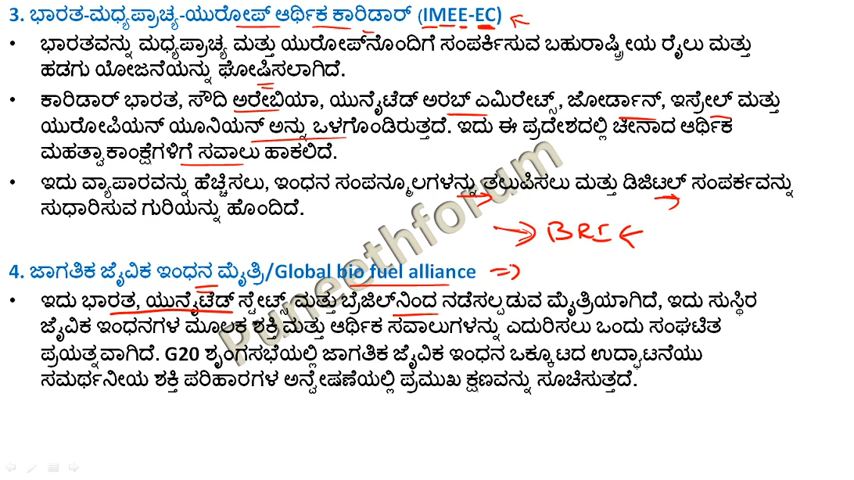 3. ಭಾರತ-ಮಧ್ಯಪ್ರಾಚ್ಯ-ಯುರೋಪ್ ಆರ್ಥಿಕ ಕಾರಿಡಾರ್ (IMEE-EC)
• ಭಾರತವನ್ನು ಮಧ್ಯಪ್ರಾಚ್ಯ ಮತ್ತು ಯುರೋಪ್‌ನೊಂದಿಗೆ ಸಂಪರ್ಕಿಸುವ ಬಹುರಾಷ್ಟ್ರೀಯ ರೈಲು ಮತ್ತು
ಹಡಗು ಯೋಜನೆಯನ್ನು ಘೋಷಿಸಲಾಗಿದೆ.
• ಕಾರಿಡಾರ್ ಭಾರತ, ಸೌದಿ ಅರೇಬಿಯಾ, ಯುನೈಟೆಡ್ ಅರಬ್ ಎಮಿರೇಟ್ಸ್, ಜೋರ್ಡಾನ್, ಇಸ್ರೇಲ್ ಮತ್ತು
ಯುರೋಪಿಯನ್ ಯೂನಿಯನ್ ಅನ್ನು ಒಳಗೊಂಡಿರುತ್ತದೆ. ಇದು ಈ ಪ್ರದೇಶದಲ್ಲಿ ಚೀನಾದ ಆರ್ಥಿಕ
ಮಹತ್ವಾಕಾಂಕ್ಷೆಗಳಿಗೆ ಸವಾಲು ಹಾಕಲಿದೆ.
• ಇದು ವ್ಯಾಪಾರವನ್ನು ಹೆಚ್ಚಿಸಲು, ಇಂಧನ ಸಂಪನ್ಮೂಲಗಳನ್ನು ತಲುಪಿಸಲು ಮತ್ತು ಡಿಜಿಟಲ್ ಸಂಪರ್ಕವನ್ನು
ಸುಧಾರಿಸುವ ಗುರಿಯನ್ನು ಹೊಂದಿದೆ.
BRI
4. ಜಾಗತಿಕ ಜೈವಿಕ ಇಂಧನ ಮೈತ್ರಿ/Global bio fuel alliance
• ಇದು ಭಾರತ, ಯುನೈಟೆಡ್ ಸ್ಟೇಟ್ಸ್ ಮತ್ತು ಬ್ರೆಜಿಲ್‌ನಿಂದ ನಡೆಸಲ್ಪಡುವ ಮೈತ್ರಿಯಾಗಿದೆ, ಇದು ಸುಸ್ಥಿರ
ಜೈವಿಕ ಇಂಧನಗಳ ಮೂಲಕ ಶಕ್ತಿ ಮತ್ತು ಆರ್ಥಿಕ ಸವಾಲುಗಳನ್ನು ಎದುರಿಸಲು ಒಂದು ಸಂಘಟಿತ
ಪ್ರಯತ್ನವಾಗಿದೆ. G20 ಶೃಂಗಸಭೆಯಲ್ಲಿ ಜಾಗತಿಕ ಜೈವಿಕ ಇಂಧನ ಒಕ್ಕೂಟದ ಉದ್ಘಾಟನೆಯು
ಸಮರ್ಥನೀಯ ಶಕ್ತಿ ಪರಿಹಾರಗಳ ಅನ್ವೇಷಣೆಯಲ್ಲಿ ಪ್ರಮುಖ ಕ್ಷಣವನ್ನು ಸೂಚಿಸುತ್ತದೆ.
Puneethforum